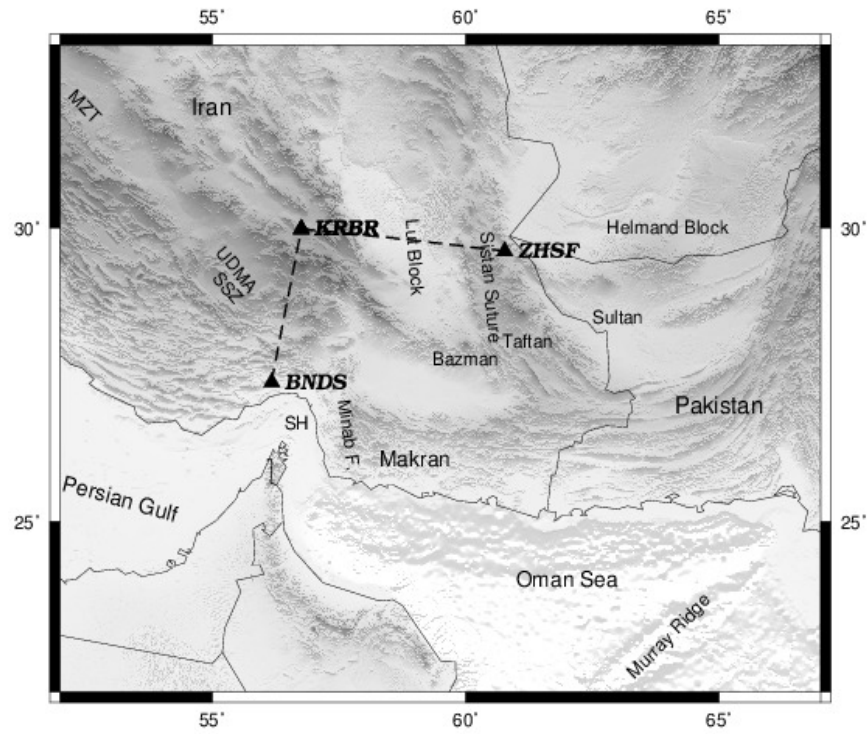 55˚ 60˚ 65˚
MZT
Iran
30˚ KRBR Helmand Block 30˚
ZHSF
Lut Block
Sistan Suture
UDMA
SSZ
Sultan
Taftan
Bazman
BNDS
Pakistan
SH
Minab F.
Makran
Persian Gulf
25˚ 25˚
Oman Sea
Murray Ridge
55˚ 60˚ 65˚